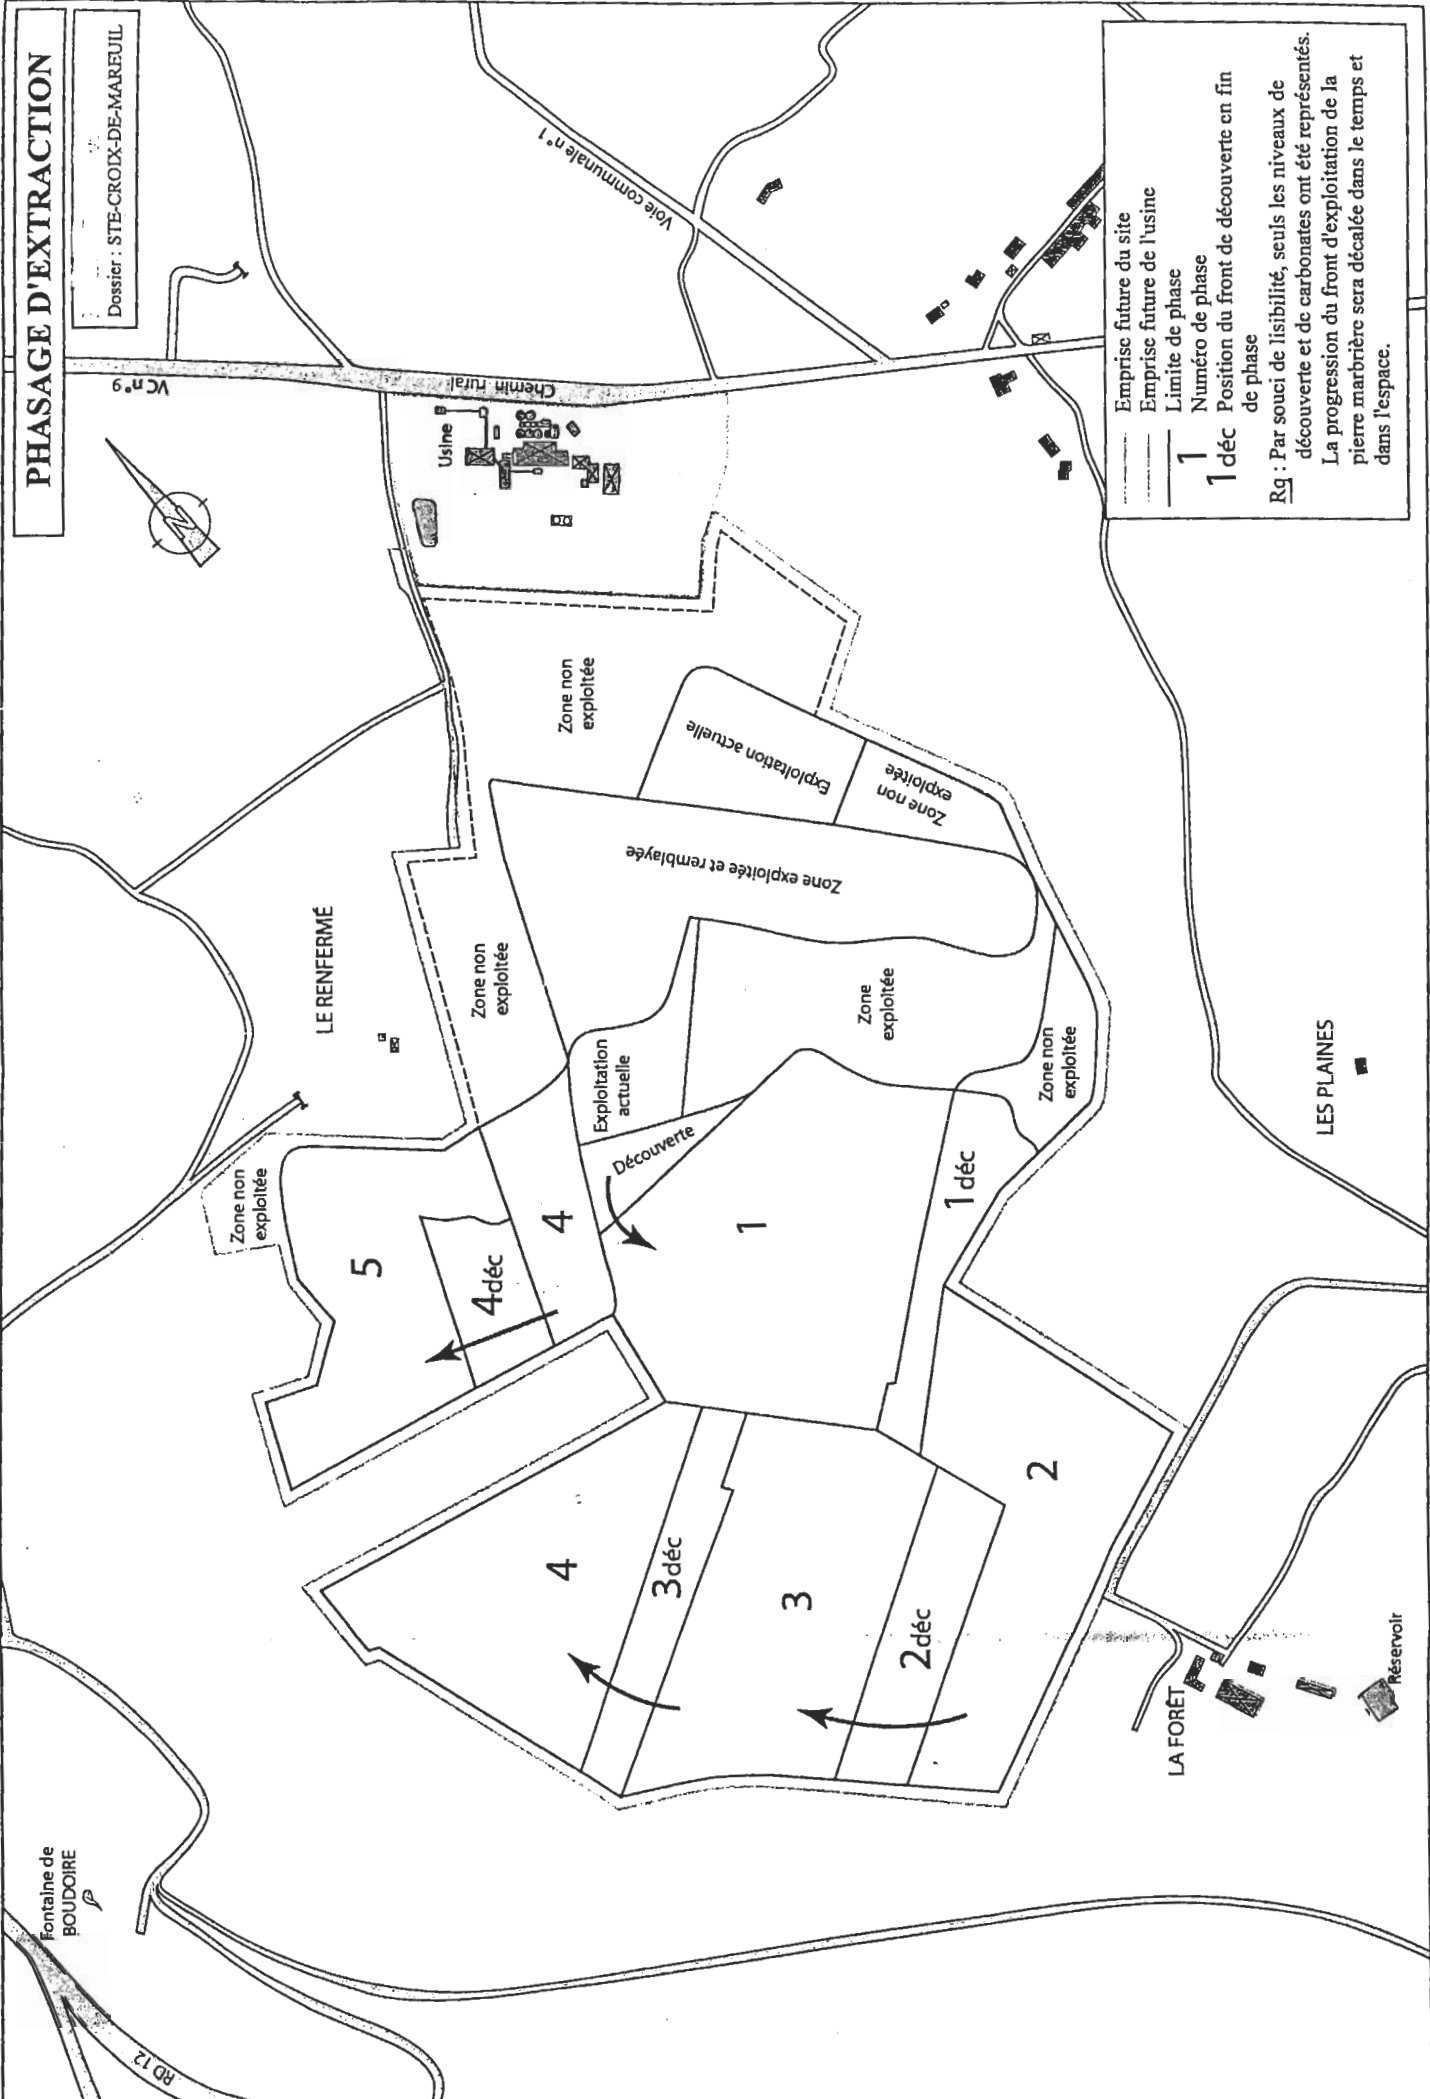 PHASAGE D'EXTRACTION
Dossier : STE-CROIX-DE-MAREUIL
VC n° 9
Chemin rural
Voie communale n° 1
Usine
Zone non
exploitée
Exploitation actuelle
Zone non
exploitée
Zone exploitée et remblayée
LE RENFERMÉ
Zone non
exploitée
Zone
exploitée
Exploitation
actuelle
Zone non
exploitée
Découverte
Zone non
exploitée
5
4déc
4
1
1déc
2
4
3déc
3
2déc
LES PLAINES
LA FORÊT
Réservoir
Fontaine de
BOUDOIRE
RD 12
Emprise future du site
Emprise future de l'usine
Limite de phase
1 Numéro de phase
1déc Position du front de découverte en fin
de phase
Rq : Par souci de lisibilité, seuls les niveaux de
découverte et de carbonates ont été représentés.
La progression du front d'exploitation de la
pierre marbrière sera décalée dans le temps et
dans l'espace.
N